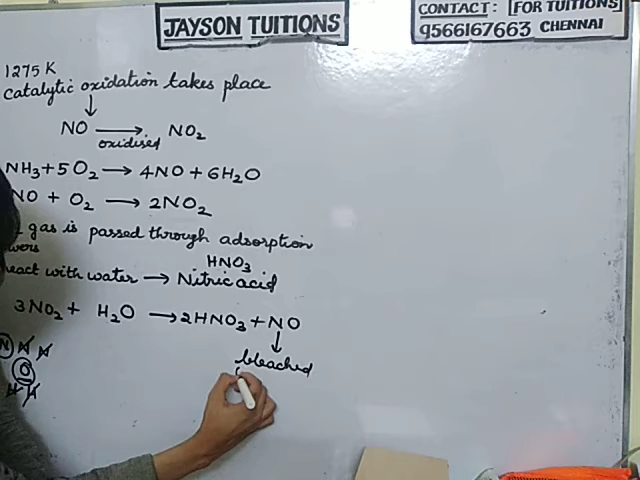 JAYSON TUITIONS
CONTACT: [FOR TUITIONS]
9566167663 CHENNAI
1275 K
Catalytic oxidation takes place
↓
NO → NO₂
oxidised
NH₃+5O₂ → 4NO+6H₂O
NO + O₂ → 2NO₂
gas is passed through adsorption
HNO₃
react with water → Nitric acid
3NO₂+ H₂O → 2HNO₃+NO
↓
bleached
N H H
O
H H